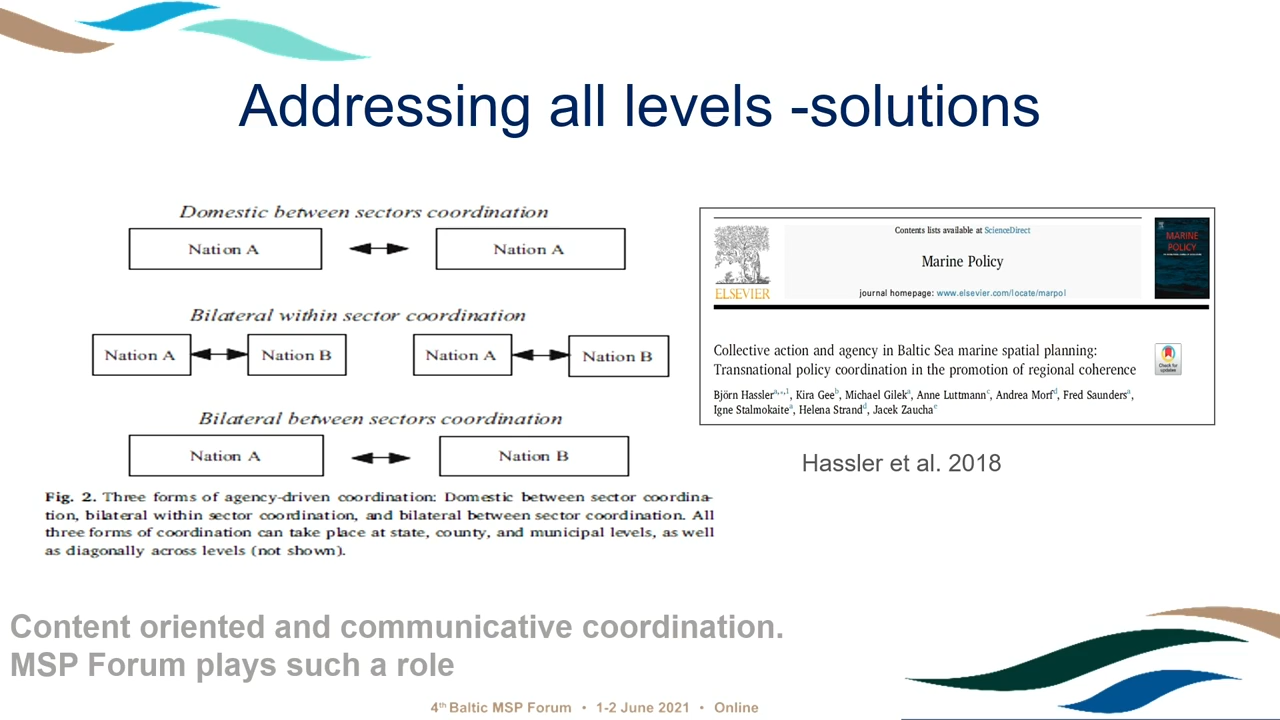 Addressing all levels -solutions
Domestic between sectors coordination
Nation A
Nation A
Bilateral within sector coordination
Nation A
Nation B
Nation A
Nation B
Bilateral between sectors coordination
Nation A
Nation B
Fig. 2. Three forms of agency-driven coordination: Domestic between sector coordina-
tion, bilateral within sector coordination, and bilateral between sector coordination. All
three forms of coordination can take place at state, county, and municipal levels, as well
as diagonally across levels (not shown).
Contents lists available at ScienceDirect
Marine Policy
journal homepage: www.elsevier.com/locate/marpol
ELSEVIER
MARINE
POLICY
Collective action and agency in Baltic Sea marine spatial planning:
Transnational policy coordination in the promotion of regional coherence
Check for
updates
Björn Hassler^a,*,1, Kira Gee^b, Michael Gilek^a, Anne Luttmann^c, Andrea Morf^d, Fred Saunders^a,
Igne Stalmokaite^a, Helena Strand^d, Jacek Zaucha^e
Hassler et al. 2018
Content oriented and communicative coordination.
MSP Forum plays such a role
4th Baltic MSP Forum • 1-2 June 2021 • Online